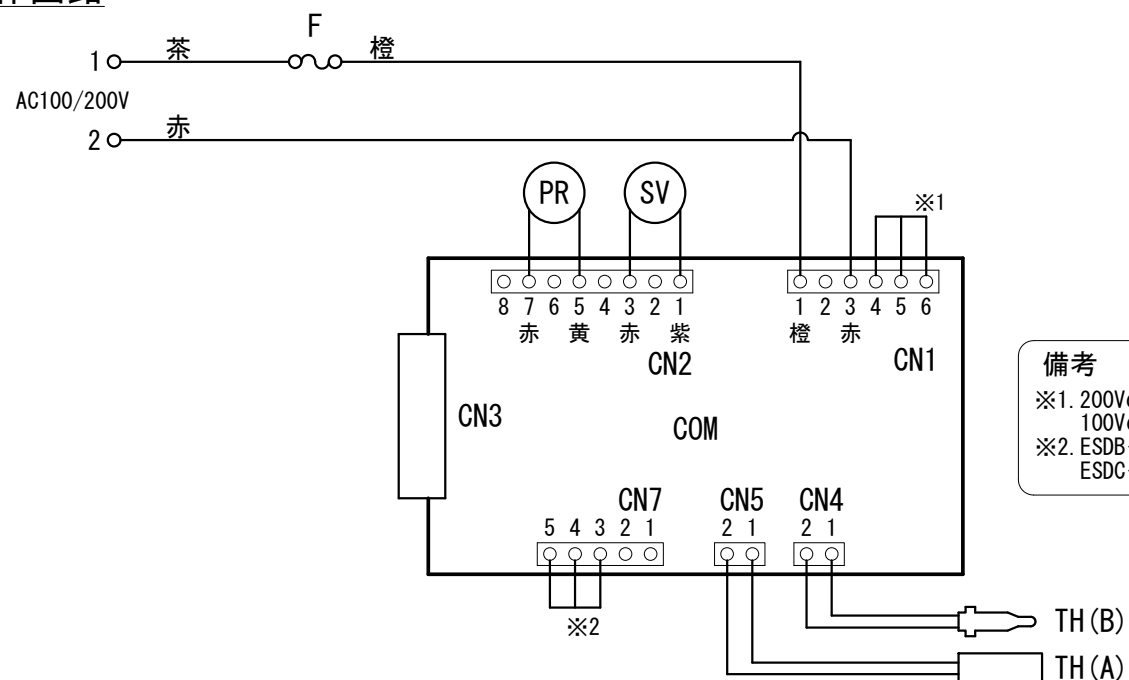 F
1 茶 橙
AC100/200V
2 赤
PR SV ※1
8 7 6 5 4 3 2 1 1 2 3 4 5 6
赤 黄 赤 紫 橙 赤
CN2 CN1
CN3 COM
備考
※1.200V
100V
※2.ESDB
ESDC
CN7 CN5 CN4
5 4 3 2 1 2 1 2 1
※2
TH(B)
TH(A)